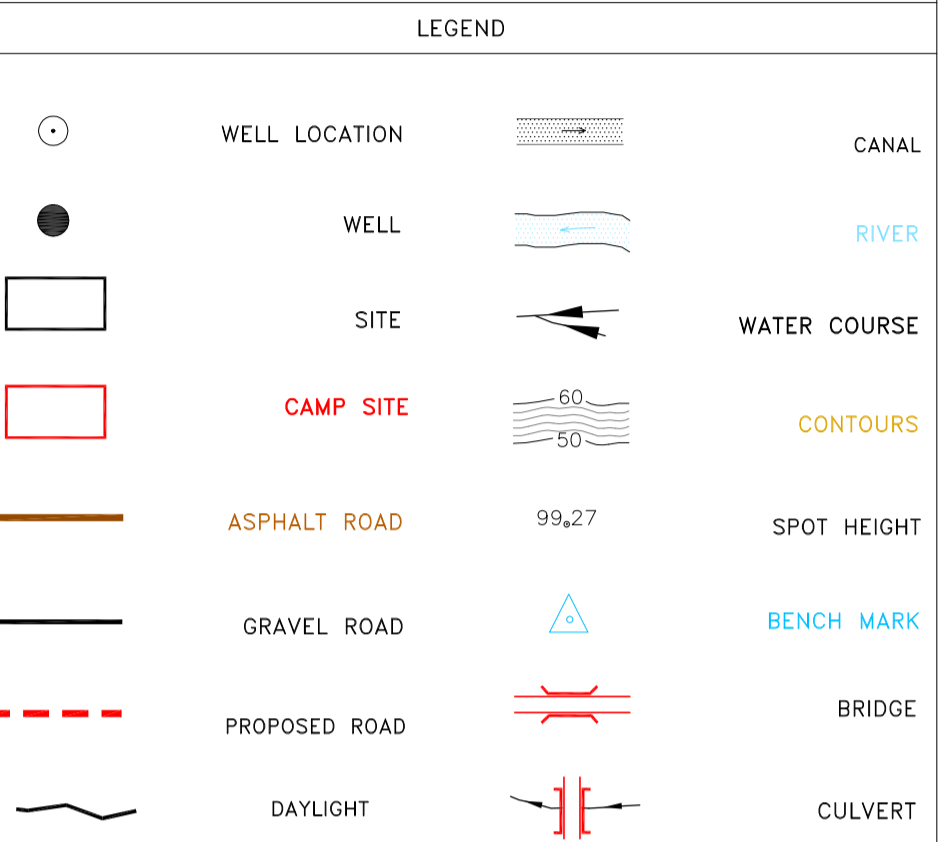 LEGEND
WELL LOCATION
CANAL
WELL
RIVER
SITE
WATER COURSE
CAMP SITE
60
50
CONTOURS
ASPHALT ROAD
99.27
SPOT HEIGHT
GRAVEL ROAD
BENCH MARK
PROPOSED ROAD
BRIDGE
DAYLIGHT
CULVERT